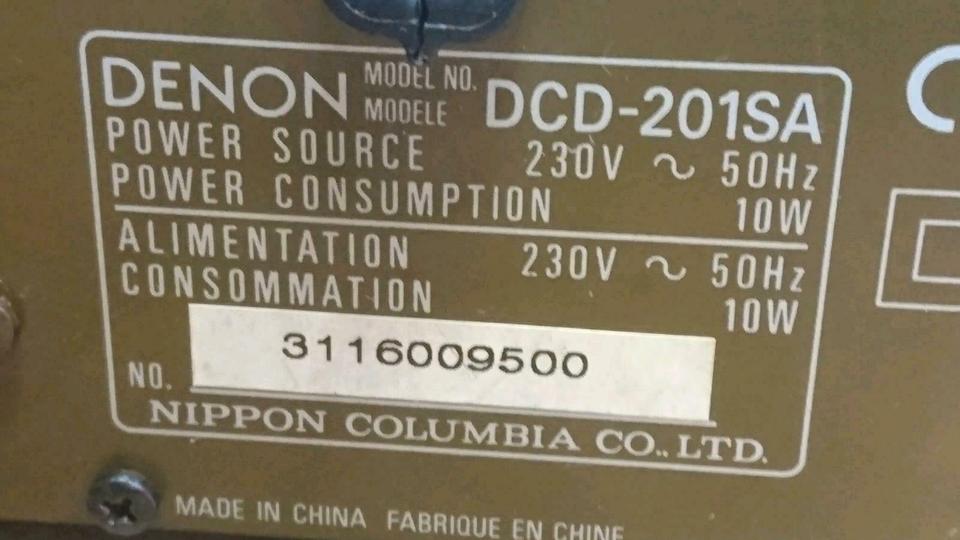 DENON MODEL NO. MODELE DCD-201SA
POWER SOURCE 230V ~ 50Hz
POWER CONSUMPTION 10W
ALIMENTATION 230V ~ 50Hz
CONSOMMATION 10W
NO. 3116009500
NIPPON COLUMBIA CO., LTD.
MADE IN CHINA FABRIQUE EN CHINE